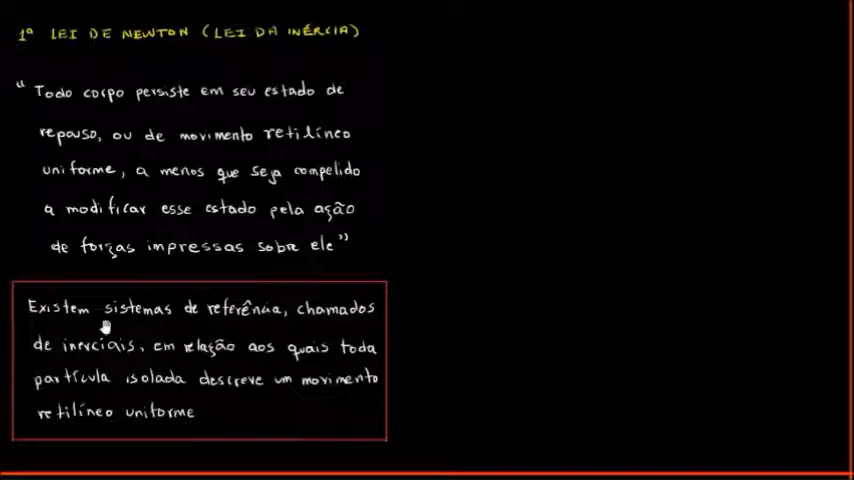 1ª LEI DE NEWTON (LEI DA INÉRCIA)
"Todo corpo persiste em seu estado de
repouso, ou de movimento retilíneo
uniforme, a menos que seja compelido
a modificar esse estado pela ação
de forças impressas sobre ele"
Existem sistemas de referência, chamados
de inerciais, em relação aos quais toda
partícula isolada descreve um movimento
retilíneo uniforme